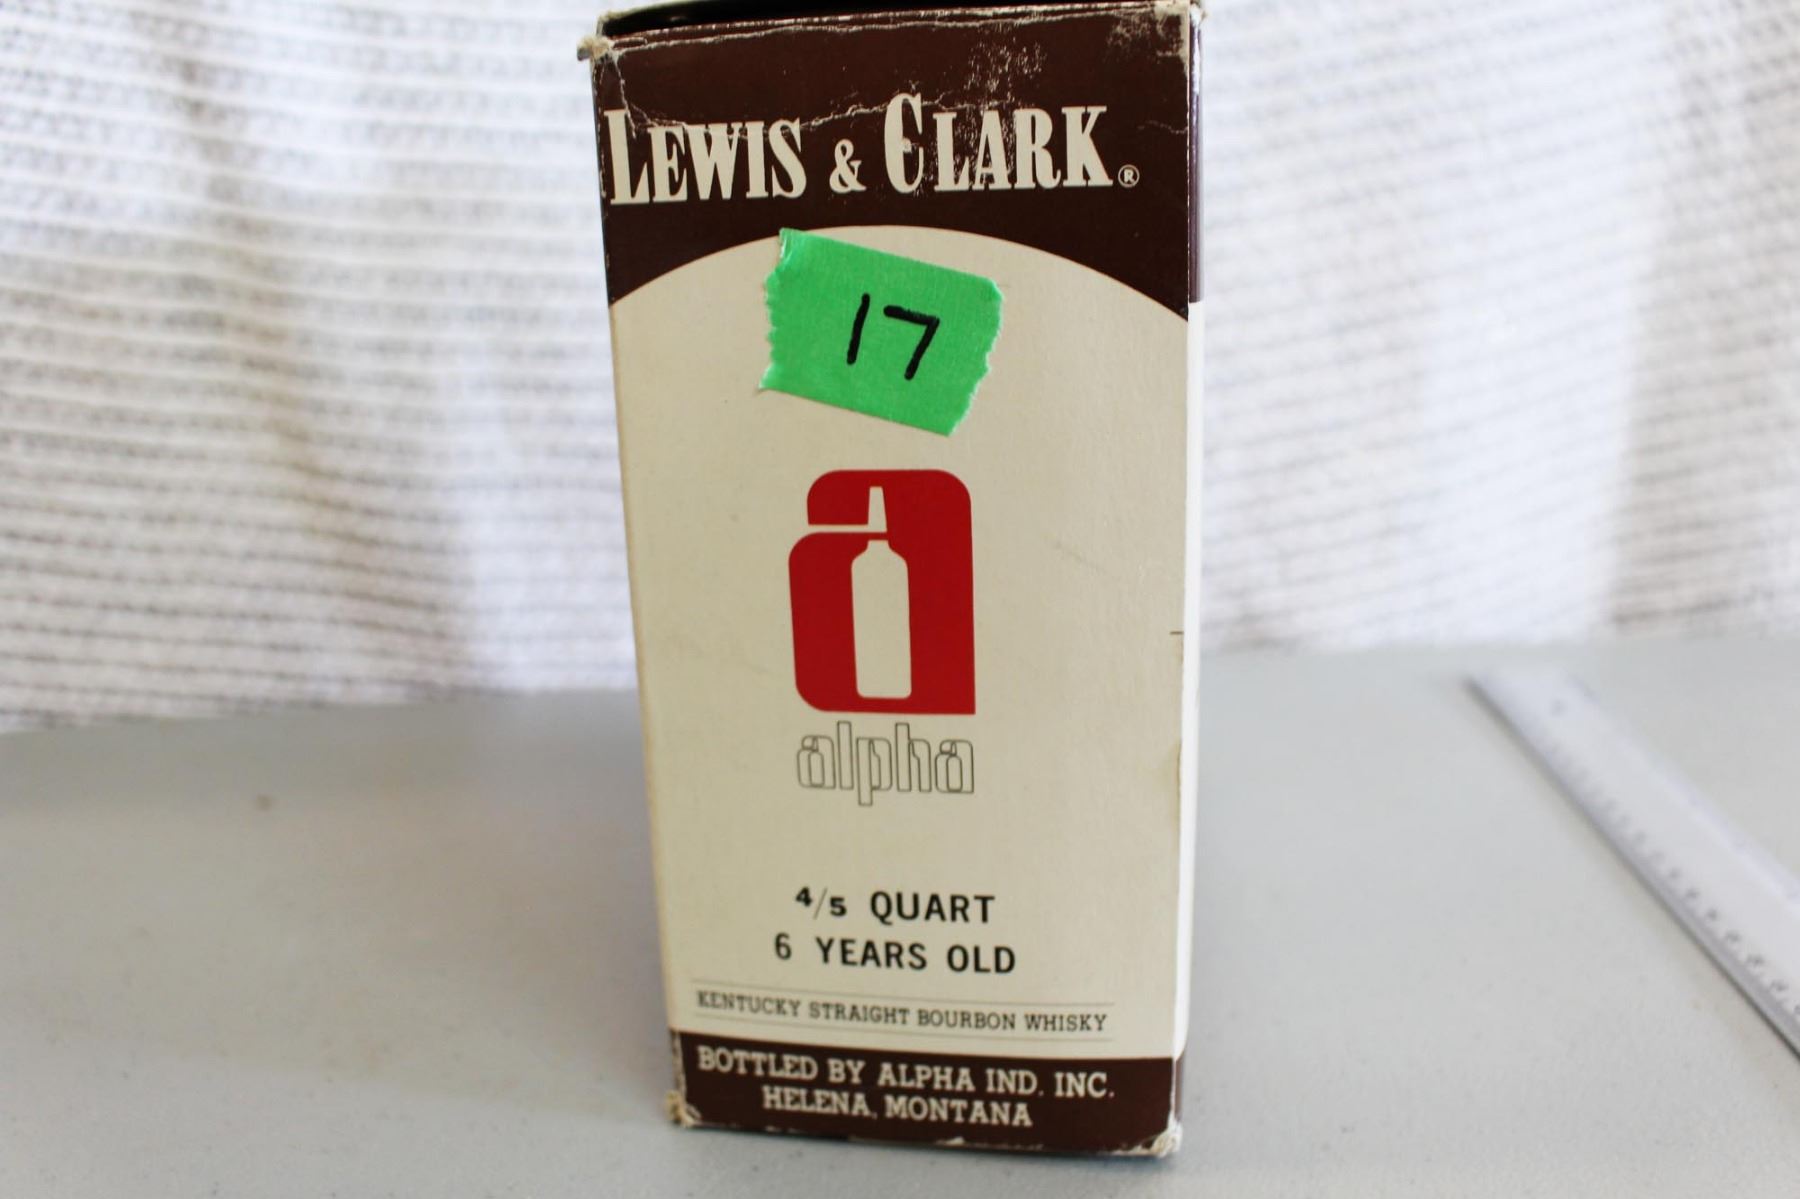 LEWIS & CLARK®
17
alpha
4/5 QUART
6 YEARS OLD
KENTUCKY STRAIGHT BOURBON WHISKY
BOTTLED BY ALPHA IND. INC.
HELENA, MONTANA